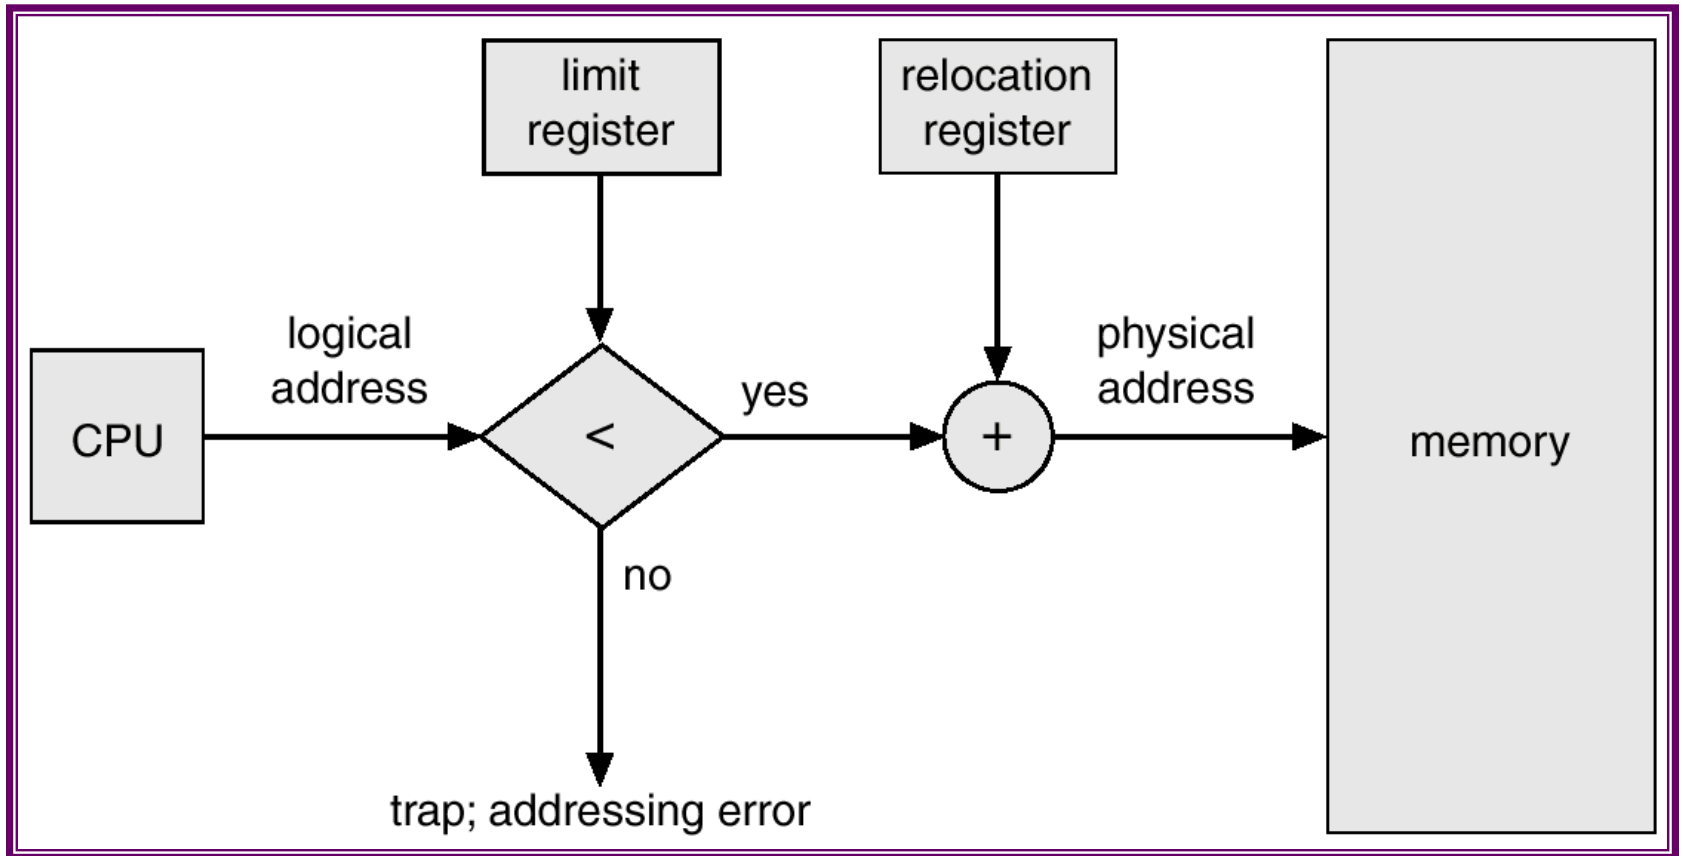 limit
register
relocation
register
logical
address
physical
address
yes
CPU
<
+
memory
no
trap; addressing error